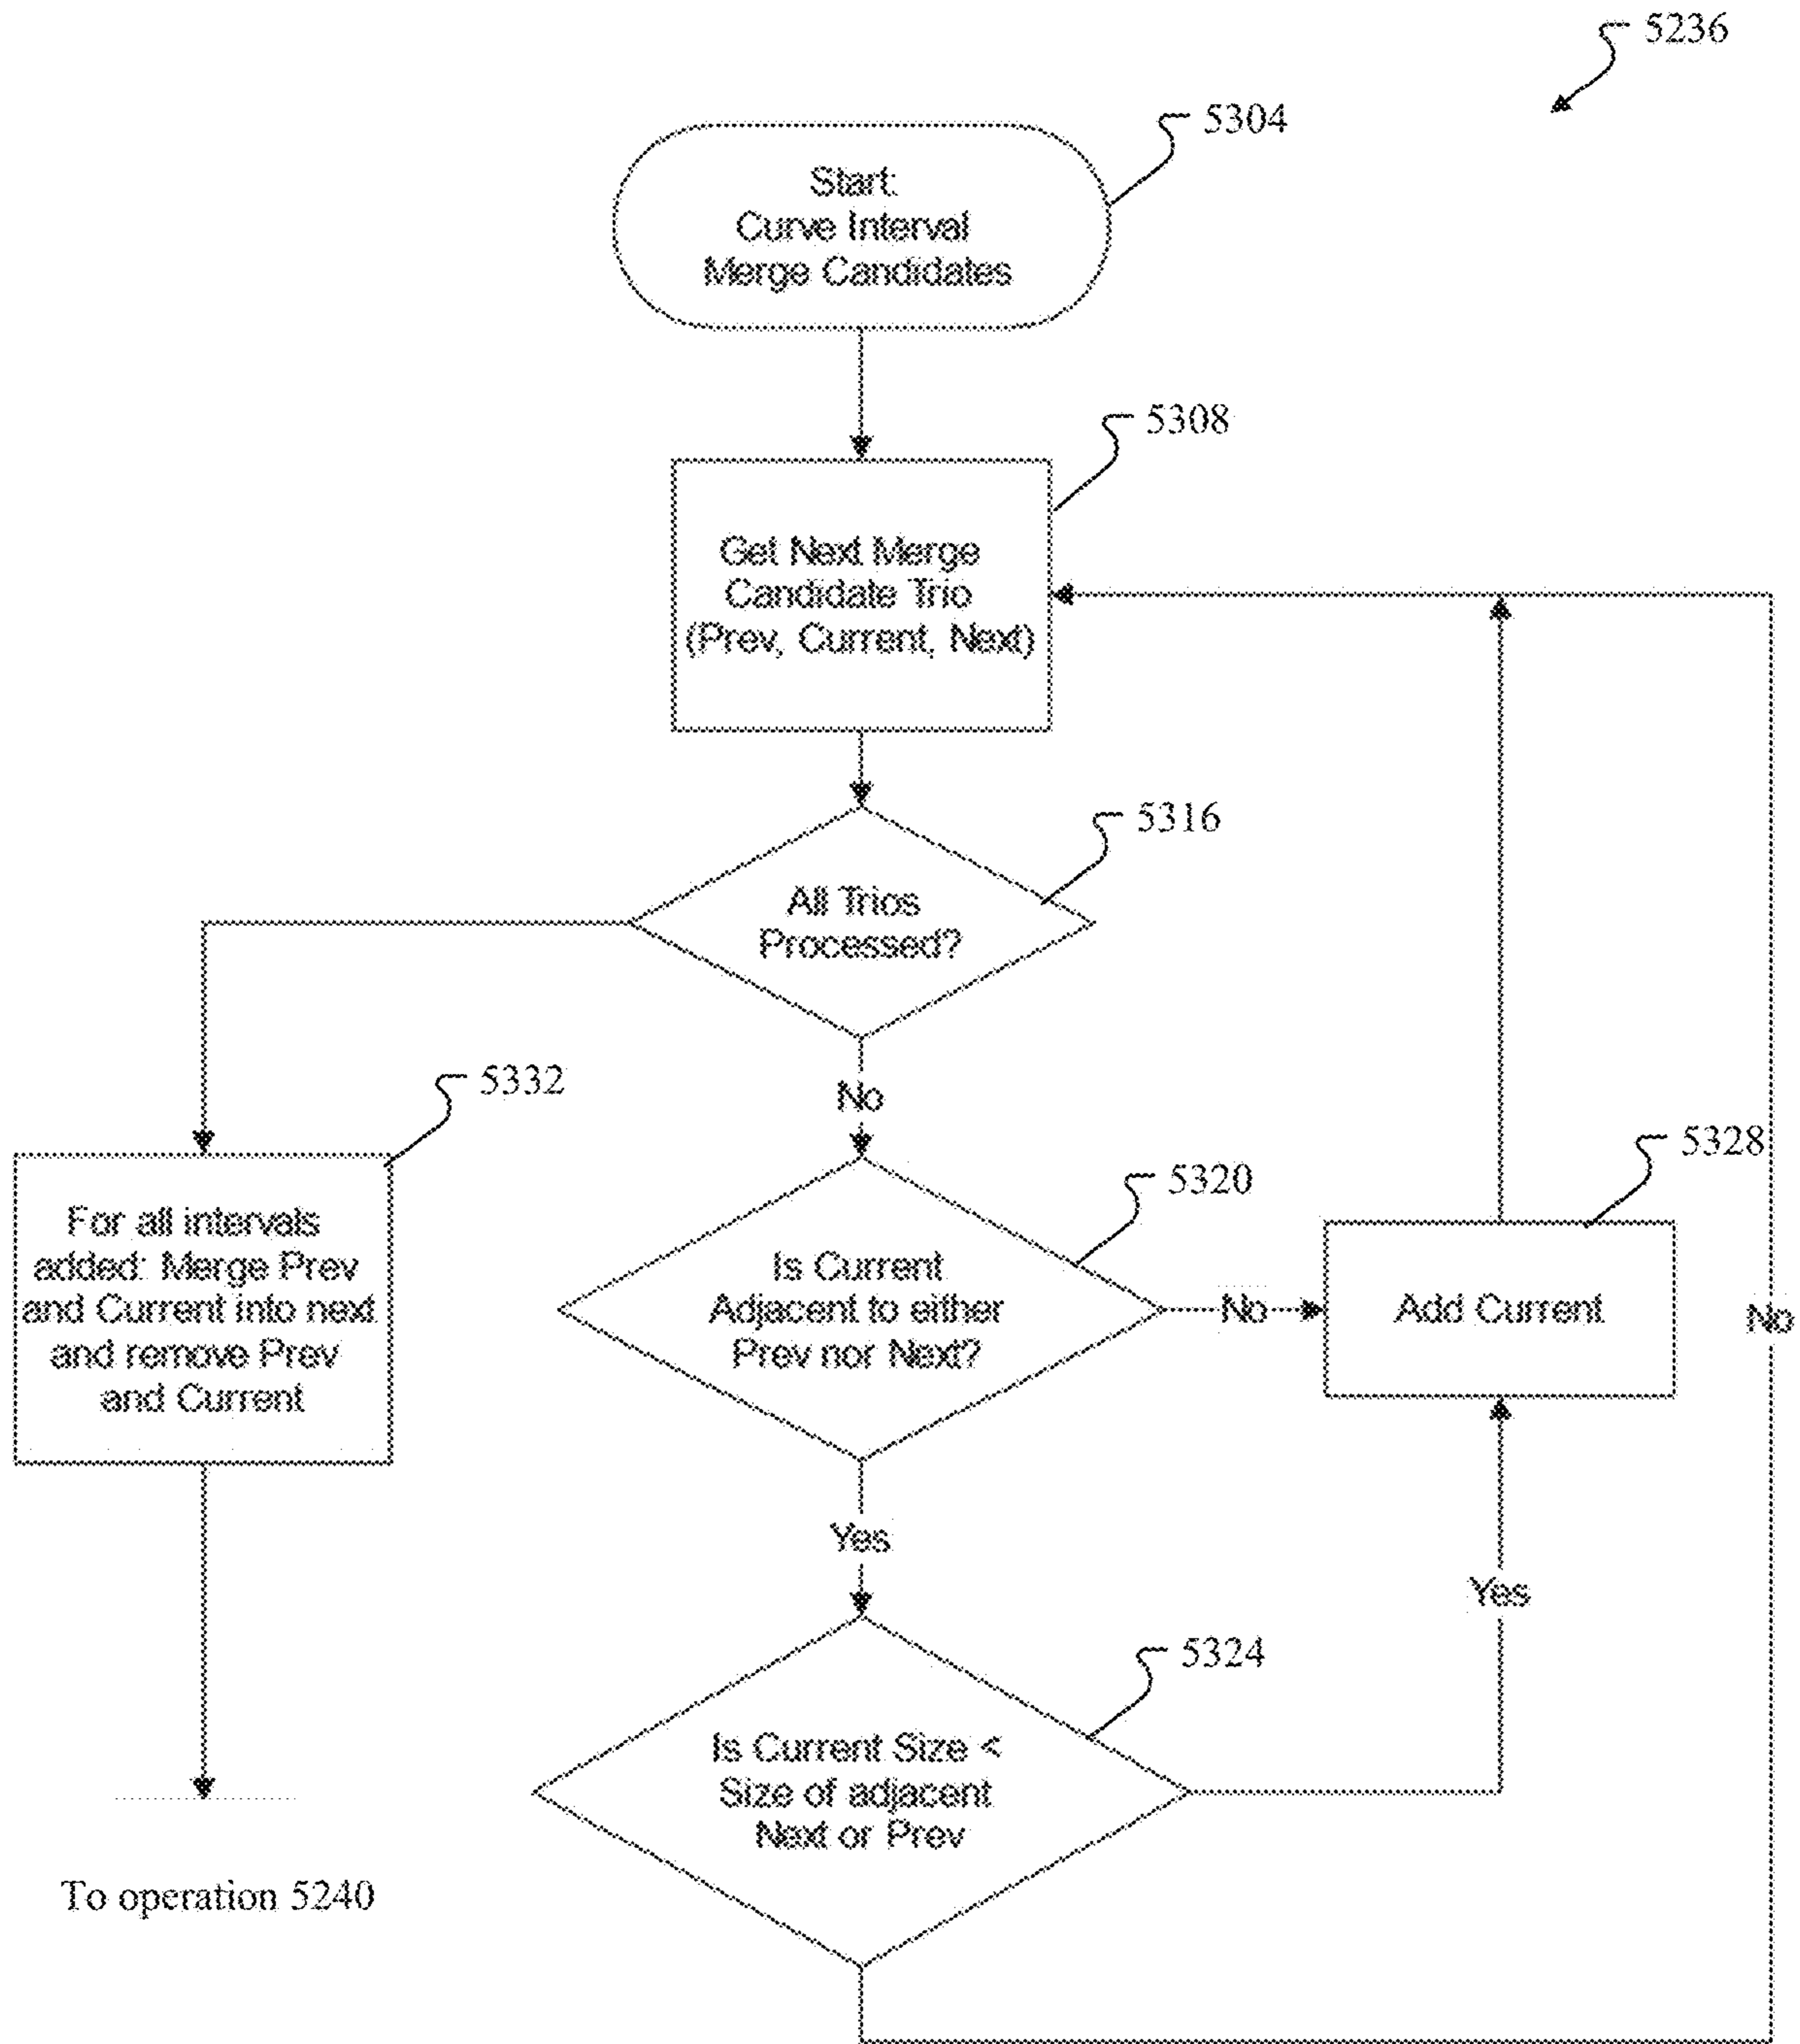 5236
5304
Start:
Curve Interval
Merge Candidates
5308
Get Next Merge
Candidate Trio
(Prev, Current, Next)
5316
All Trios
Processed?
5332
No
For all intervals
added: Merge Prev
and Current into next
and remove Prev
and Current
5320
Is Current
Adjacent to either
Prev nor Next?
No
5328
Add Current
No
Yes
Yes
5324
Is Current Size <
Size of adjacent
Next or Prev
To operation 5240